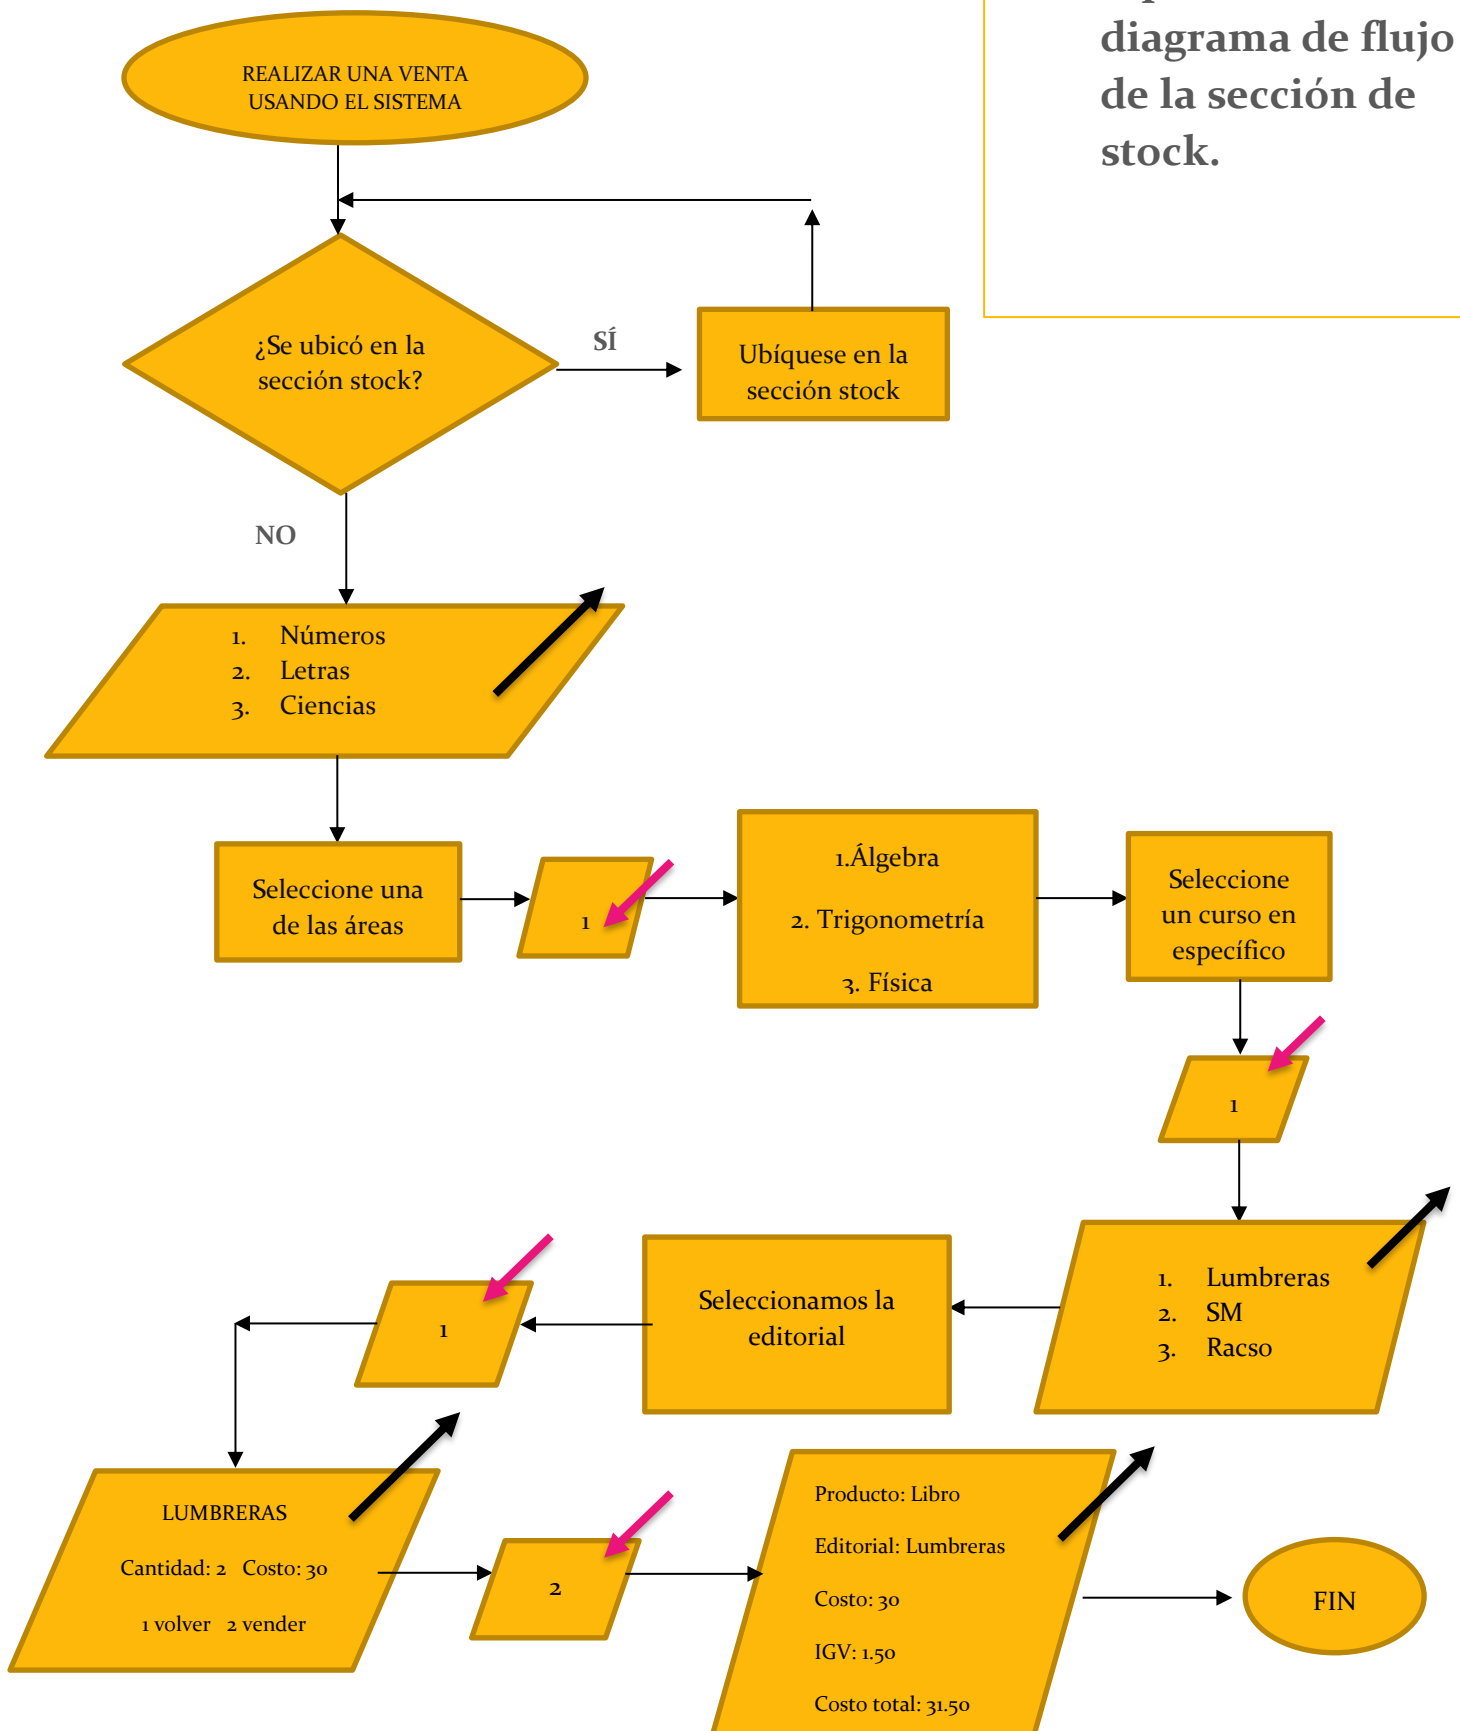 diagrama de flujo
de la sección de
stock.
REALIZAR UNA VENTA
USANDO EL SISTEMA
¿Se ubicó en la
sección stock?
SÍ
Ubíquese en la
sección stock
NO
1. Números
2. Letras
3. Ciencias
Seleccione una
de las áreas
1
1.Álgebra
2. Trigonometría
3. Física
Seleccione
un curso en
específico
1
1. Lumbreras
2. SM
3. Racso
Seleccionamos la
editorial
1
LUMBRERAS
Cantidad: 2 Costo: 30
1 volver 2 vender
2
Producto: Libro
Editorial: Lumbreras
Costo: 30
IGV: 1.50
Costo total: 31.50
FIN